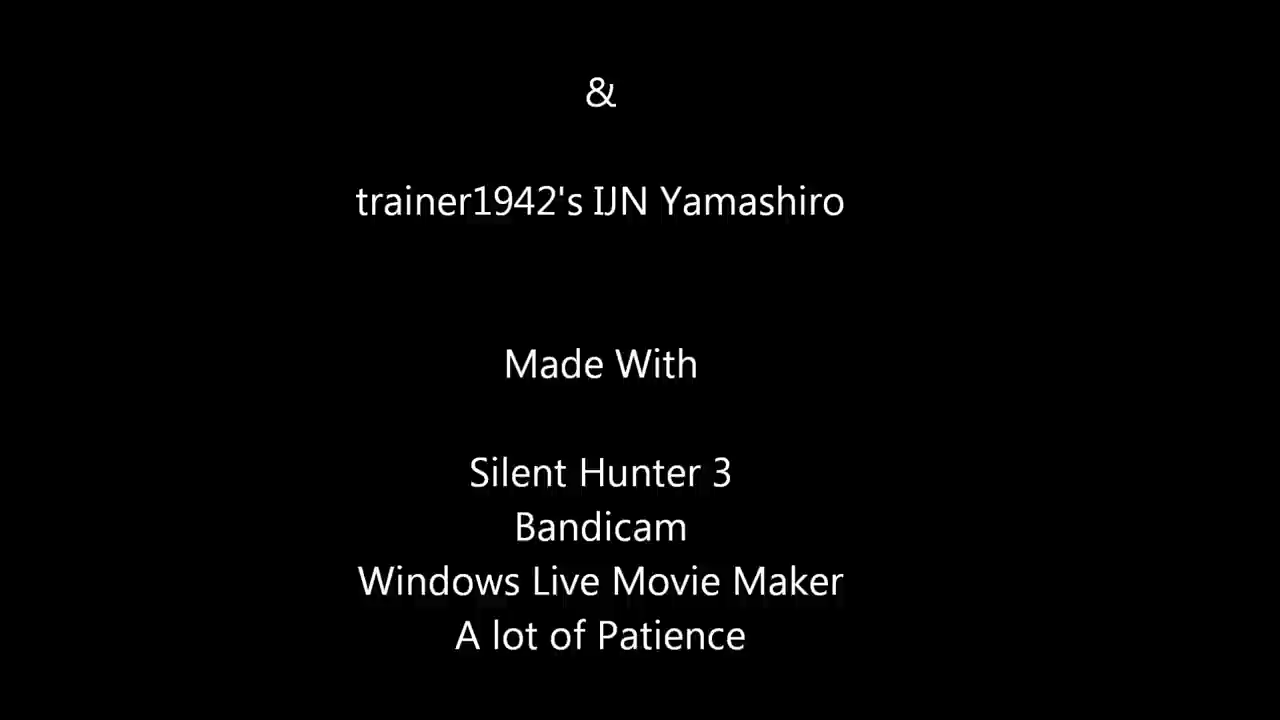 &
trainer1942's IJN Yamashiro
Made With
Silent Hunter 3
Bandicam
Windows Live Movie Maker
A lot of Patience